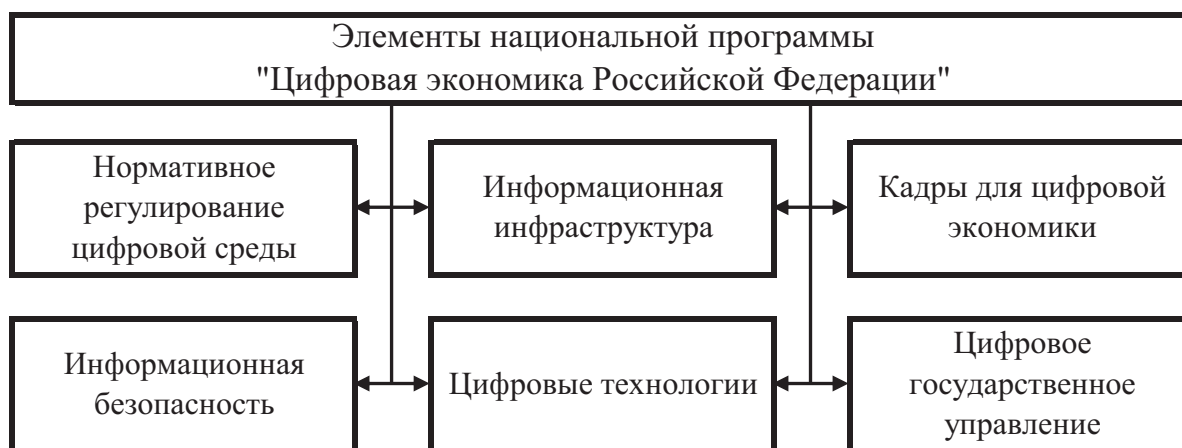 Элементы национальной программы
"Цифровая экономика Российской Федерации"
Нормативное
регулирование
цифровой среды
Информационная
инфраструктура
Кадры для цифровой
экономики
Информационная
безопасность
Цифровые технологии
Цифровое
государственное
управление